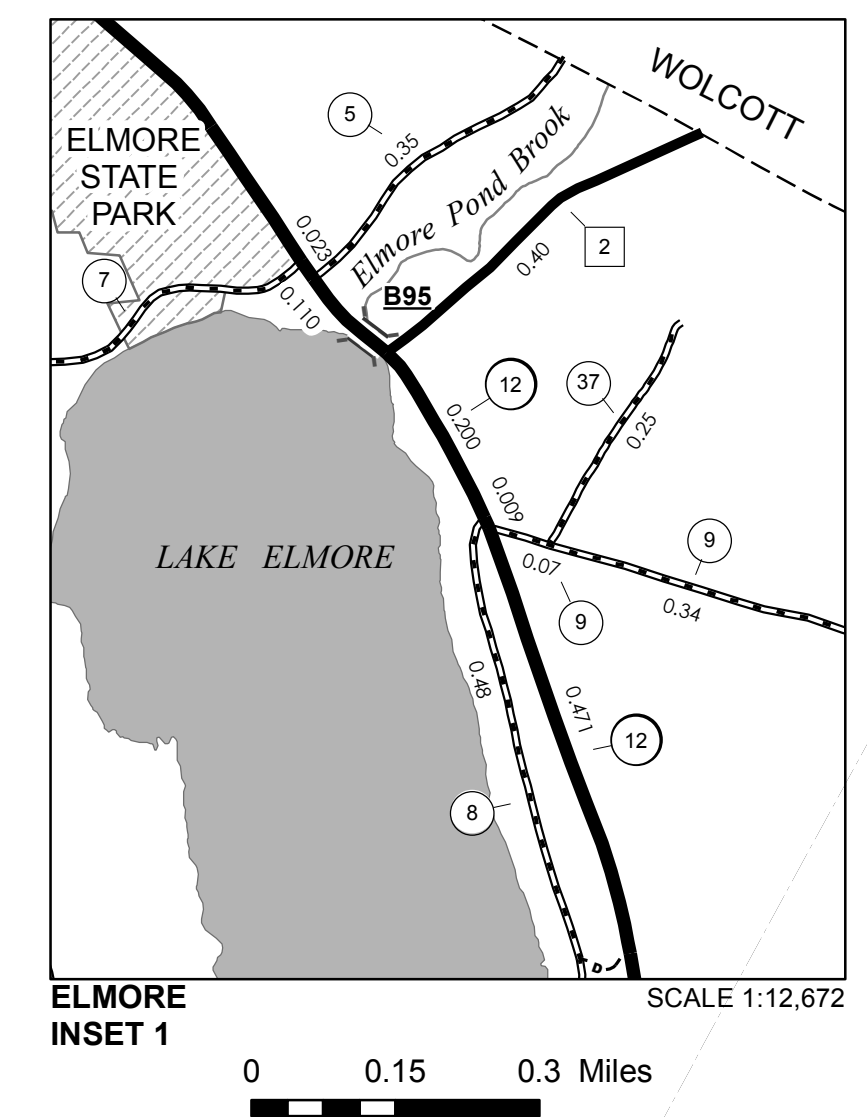 WOLCOTT
5
0.35
ELMORE
STATE
PARK
Elmore Pond Brook
0.023
2
0.40
7
0.110
B95
12
37
0.200
0.25
0.009
9
LAKE ELMORE
0.07
0.34
9
0.48
0.471
12
8
D
ELMORE
INSET 1
SCALE 1:12,672
0 0.15 0.3 Miles